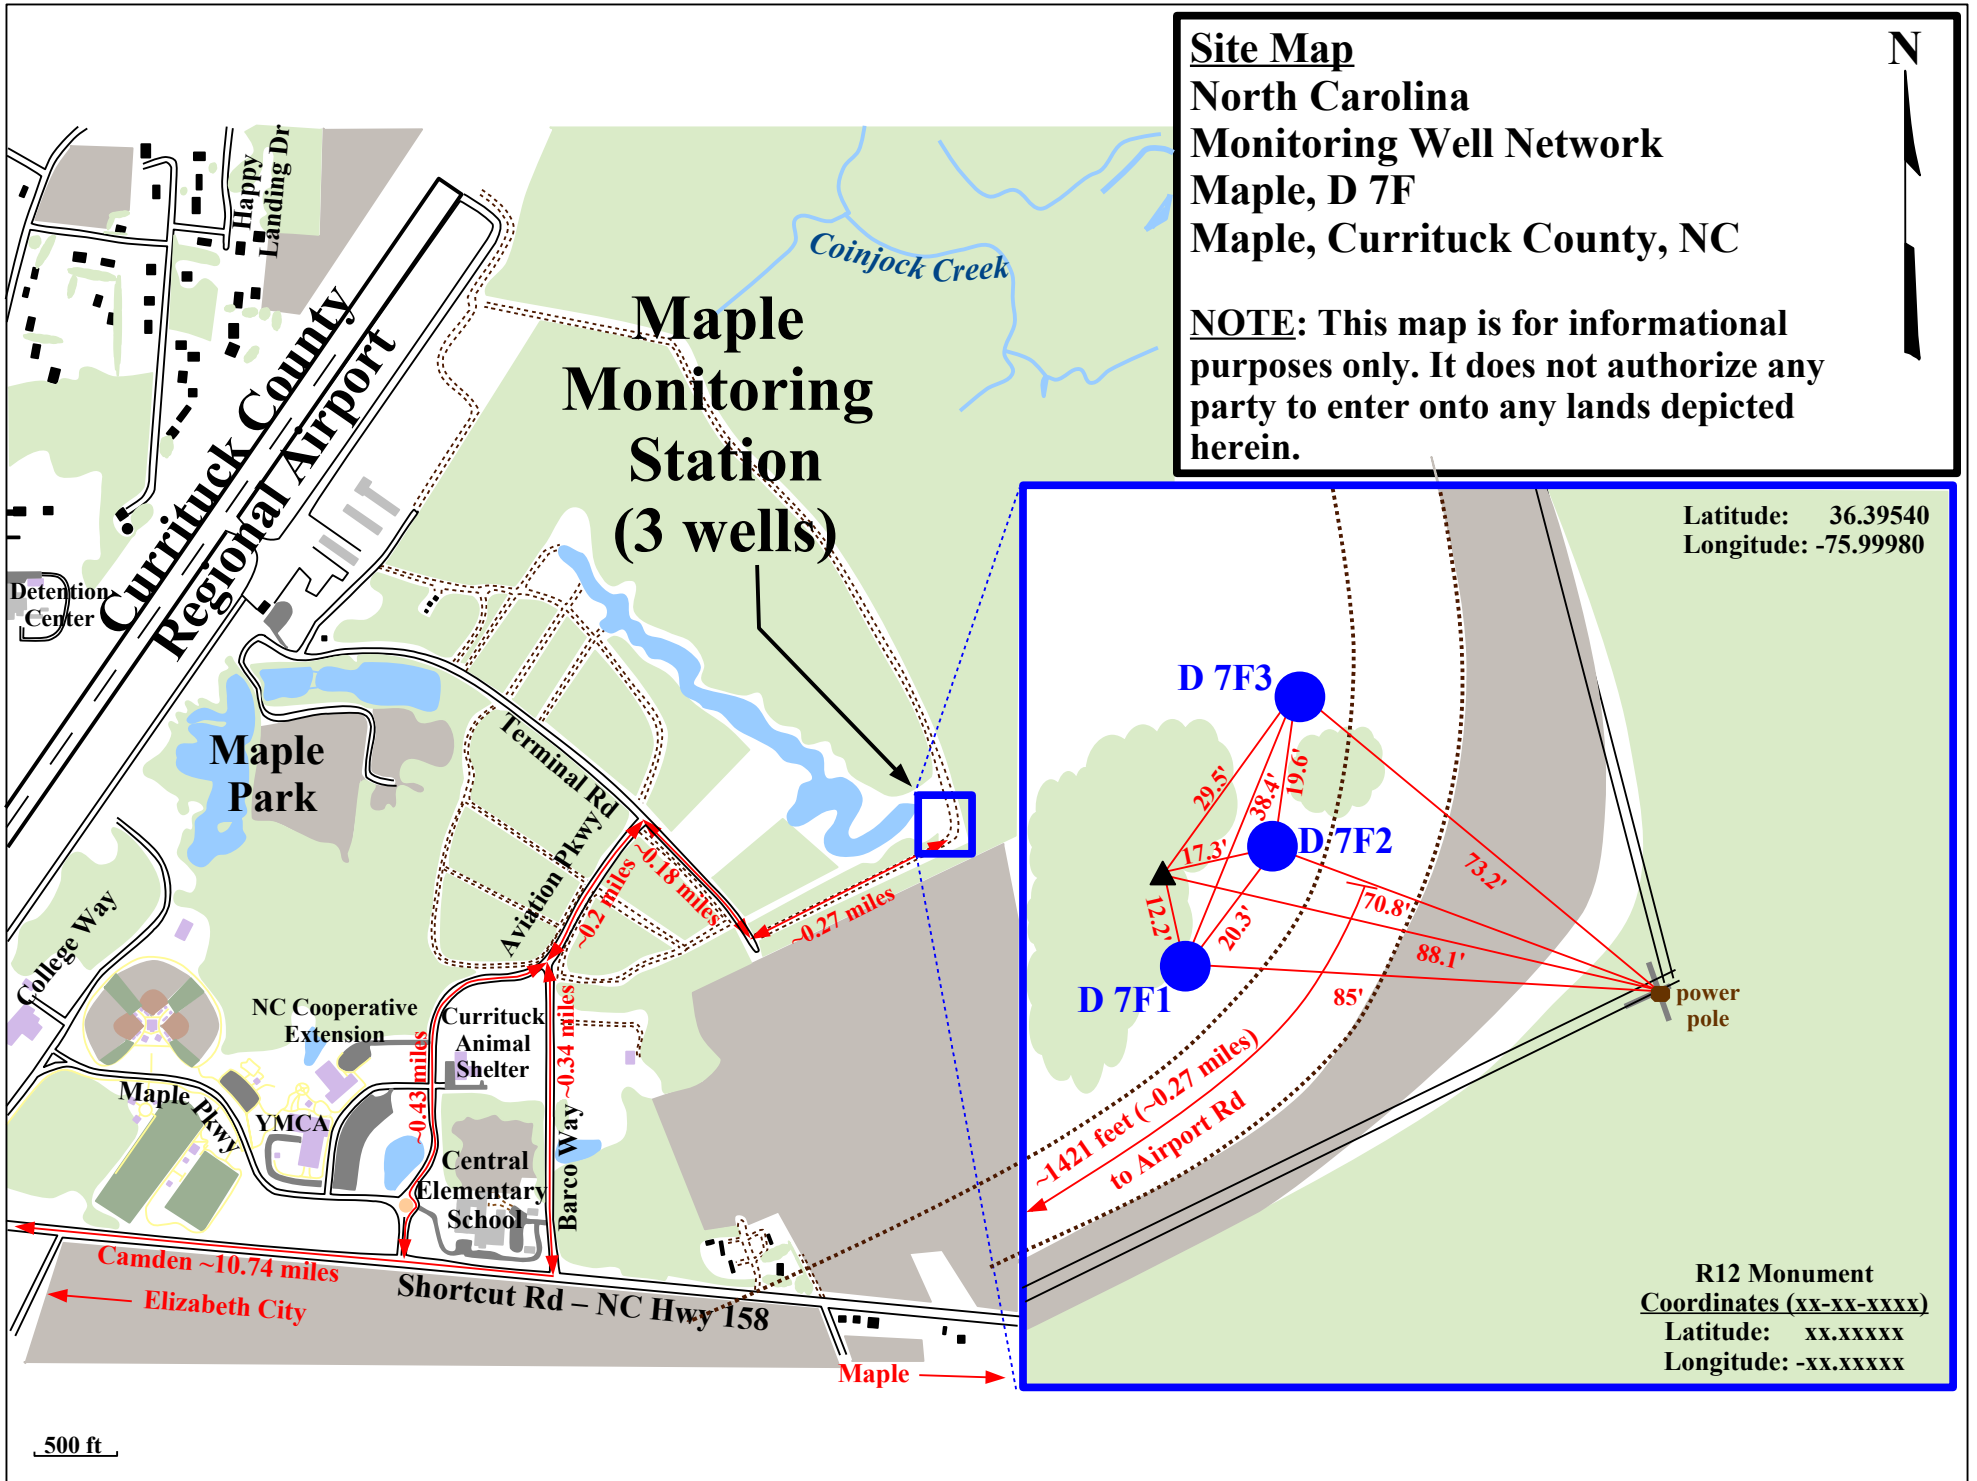 Site Map
North Carolina
Monitoring Well Network
Maple, D 7F
Maple, Currituck County, NC
NOTE: This map is for informational
purposes only. It does not authorize any
party to enter onto any lands depicted
herein.
N
Happy
Landing Dr
Coinjock Creek
Currituck County
Regional Airport
Maple
Monitoring
Station
(3 wells)
Detention
Center
Maple
Park
Terminal Rd
Aviation Pkwy
~0.2 miles
~0.18 miles
~0.27 miles
College Way
NC Cooperative
Extension
Currituck
Animal
Shelter
~0.43 miles
~0.34 miles
Maple Pkwy
YMCA
Central
Elementary
School
Barco Way
Camden ~10.74 miles
Elizabeth City
Shortcut Rd – NC Hwy 158
Maple
500 ft
Latitude: 36.39540
Longitude: -75.99980
D 7F3
29.5'
38.4'
19.6'
D 7F2
17.3'
73.2'
12.2'
20.3'
70.8'
88.1'
D 7F1
85'
power
pole
~1421 feet (~0.27 miles)
to Airport Rd
R12 Monument
Coordinates (xx-xx-xxxx)
Latitude: xx.xxxxx
Longitude: -xx.xxxxx